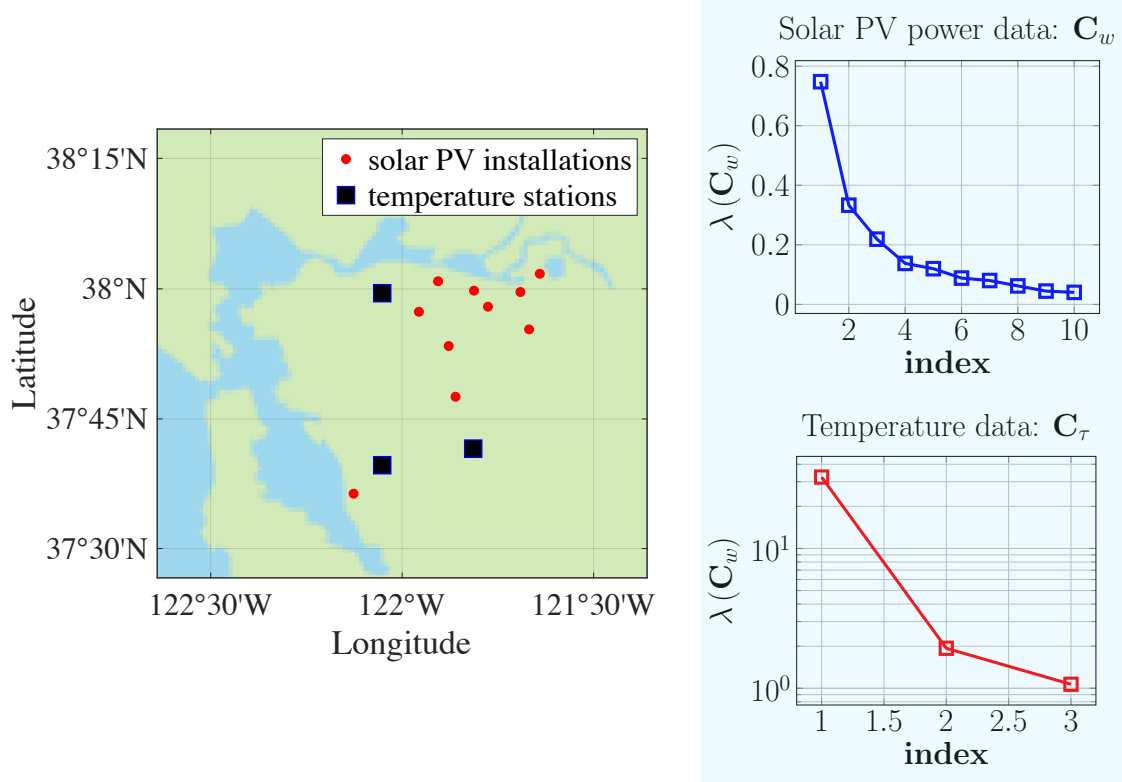 solar PV installations
temperature stations
38°15'N
38°N
37°45'N
37°30'N
122°30'W 122°W 121°30'W
Longitude
Latitude
Solar PV power data: C_w
0.8
0.6
0.4
0.2
0
2 4 6 8 10
index
λ(C_w)
Temperature data: C_τ
10^1
10^0
1 1.5 2 2.5 3
index
λ(C_w)